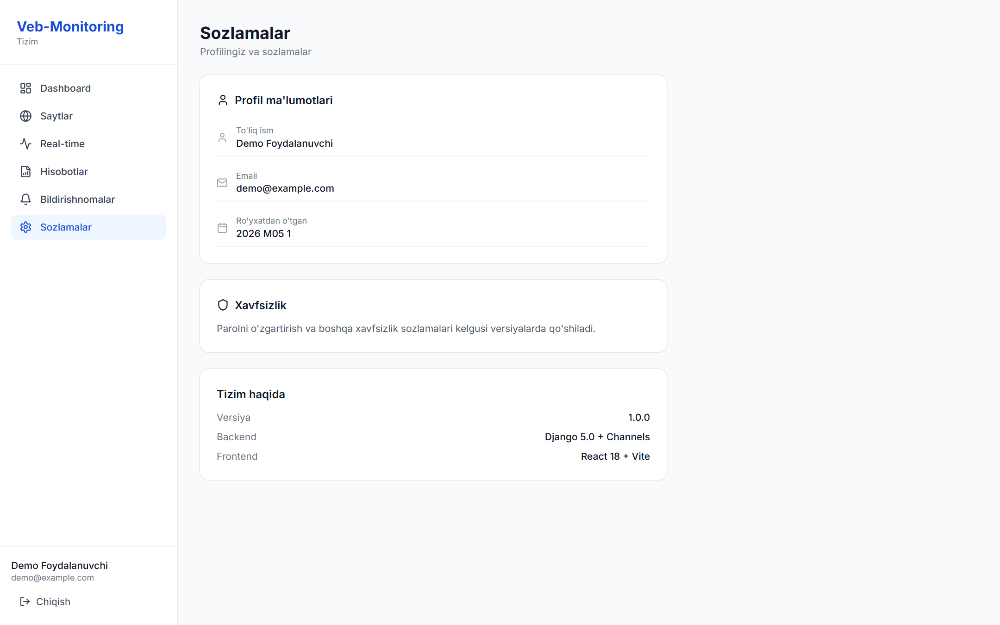 Veb-Monitoring
Tizim
Dashboard
Saytlar
Real-time
Hisobotlar
Bildirishnomalar
Sozlamalar
Demo Foydalanuvchi
demo@example.com
Chiqish
Sozlamalar
Profilingiz va sozlamalar
Profil ma'lumotlari
To'liq ism
Demo Foydalanuvchi
Email
demo@example.com
Ro'yxatdan o'tgan
2026 M05 1
Xavfsizlik
Parolni o'zgartirish va boshqa xavfsizlik sozlamalari kelgusi versiyalarda qo'shiladi.
Tizim haqida
Versiya 1.0.0
Backend Django 5.0 + Channels
Frontend React 18 + Vite